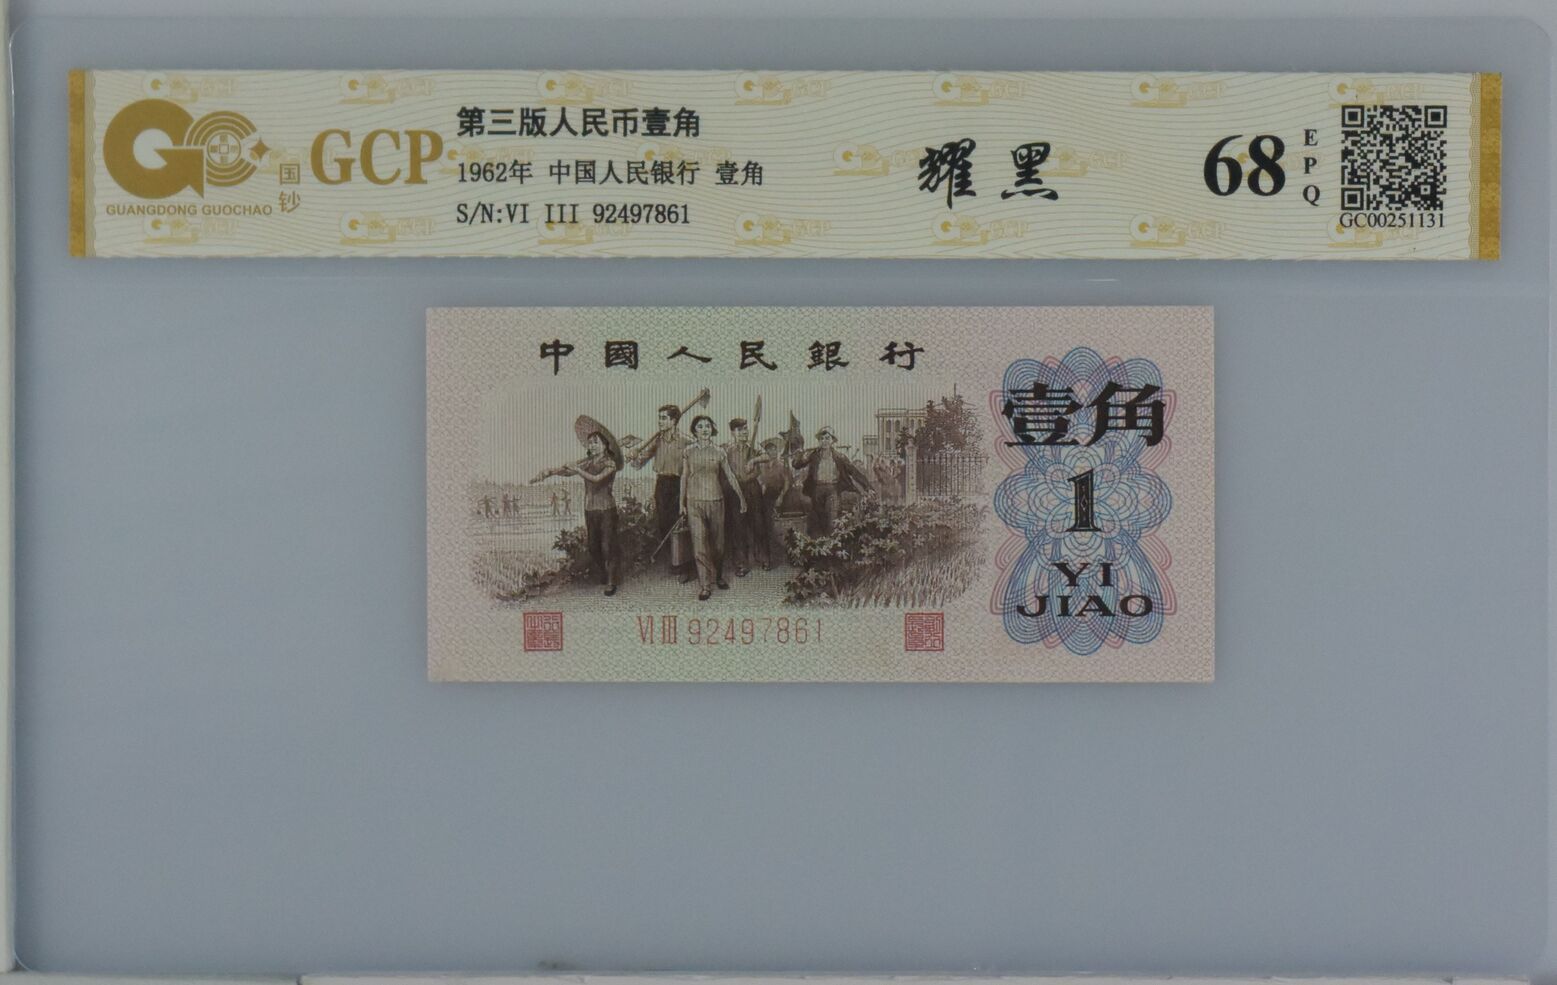 GC
GUANGDONG GUOCHAO
国钞
GCP
第三版人民币壹角
1962年 中国人民银行 壹角
S/N:VI III 92497861
耀黑
68
EPQ
GC00251131
中國人民銀行
壹角
1
YI
JIAO
VI III 92497861